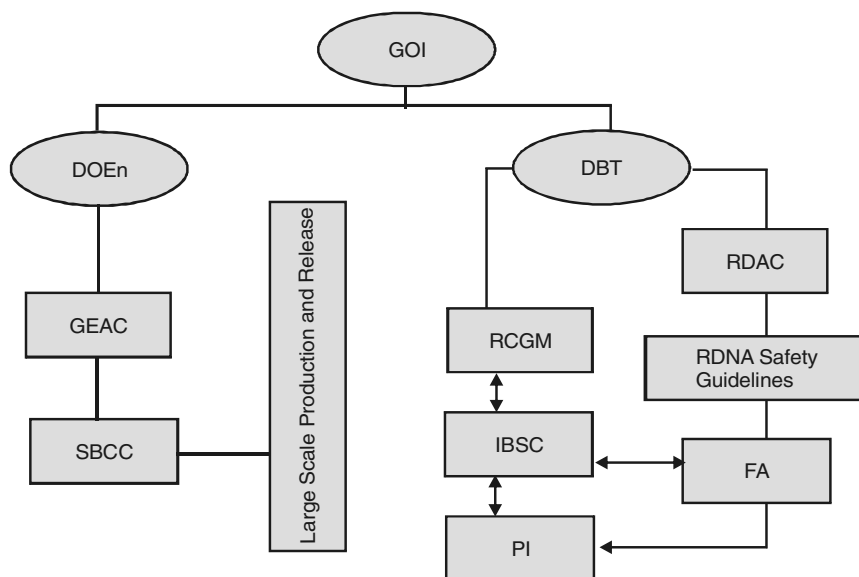 GOI
DOEn
DBT
Large Scale Production and Release
RDAC
GEAC
RCGM
RDNA Safety
Guidelines
SBCC
IBSC
FA
PI